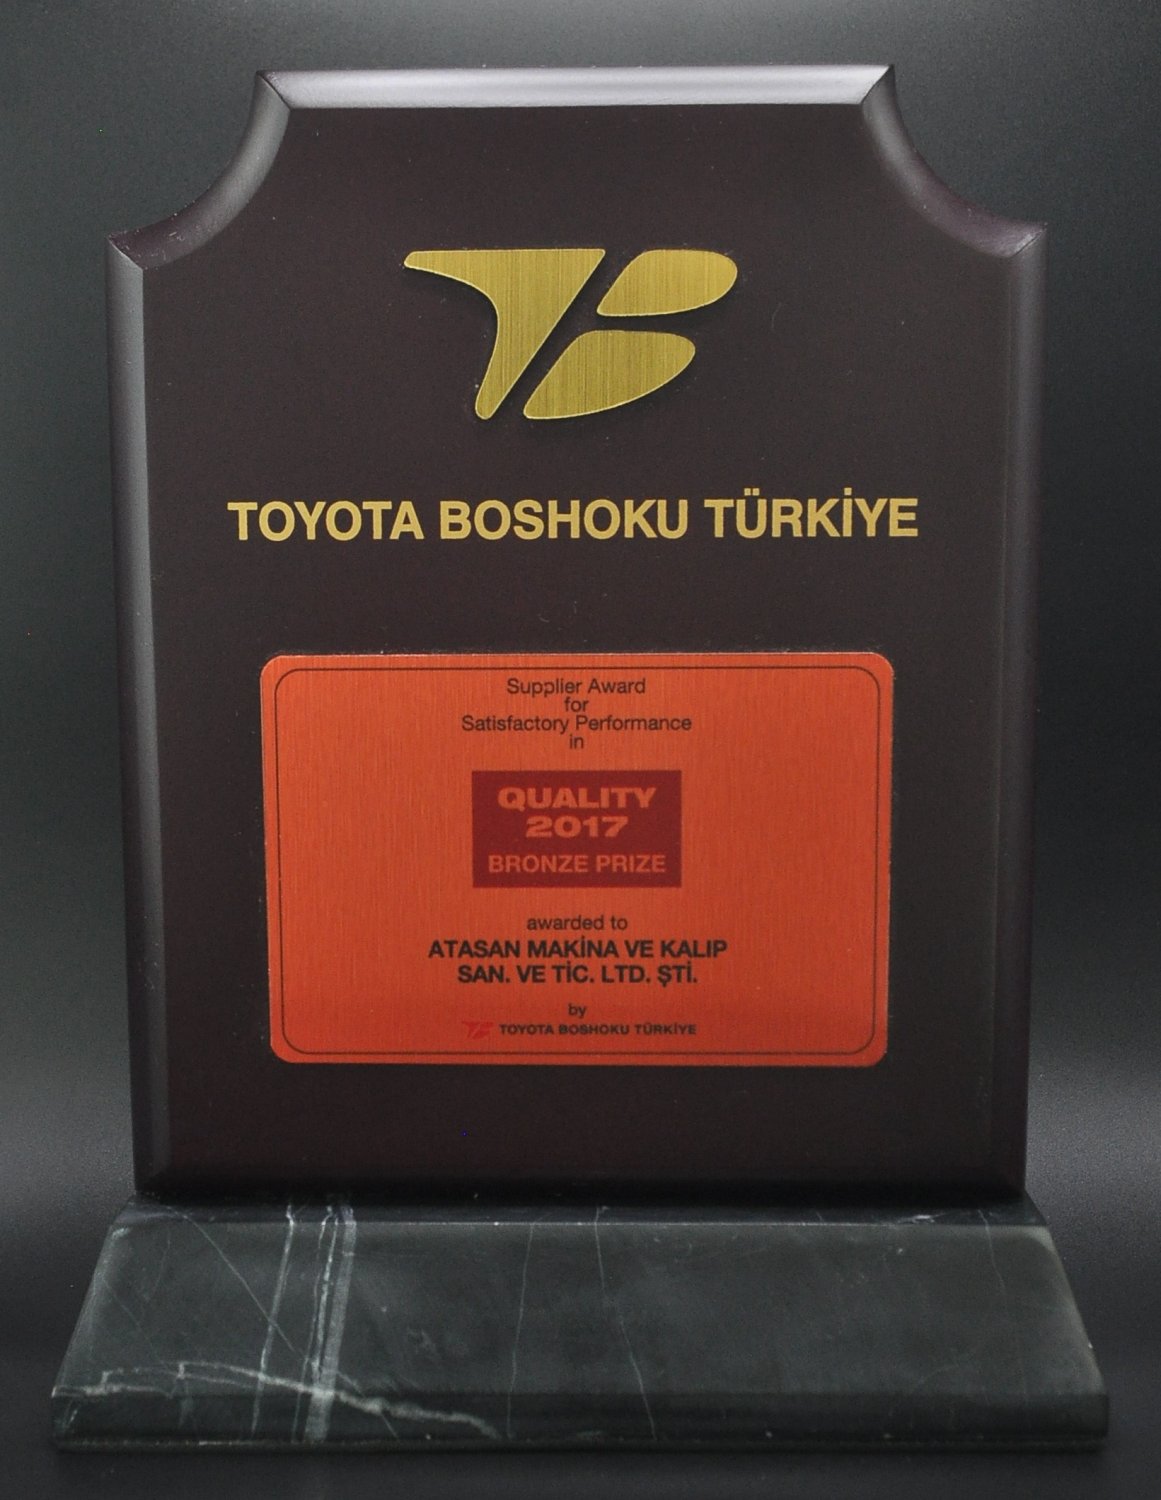 TOYOTA BOSHOKU TÜRKİYE
Supplier Award
for
Satisfactory Performance
in
QUALITY
2017
BRONZE PRIZE
awarded to
ATASAN MAKİNA VE KALIP
SAN. VE TİC. LTD. ŞTİ.
by
TOYOTA BOSHOKU TÜRKİYE